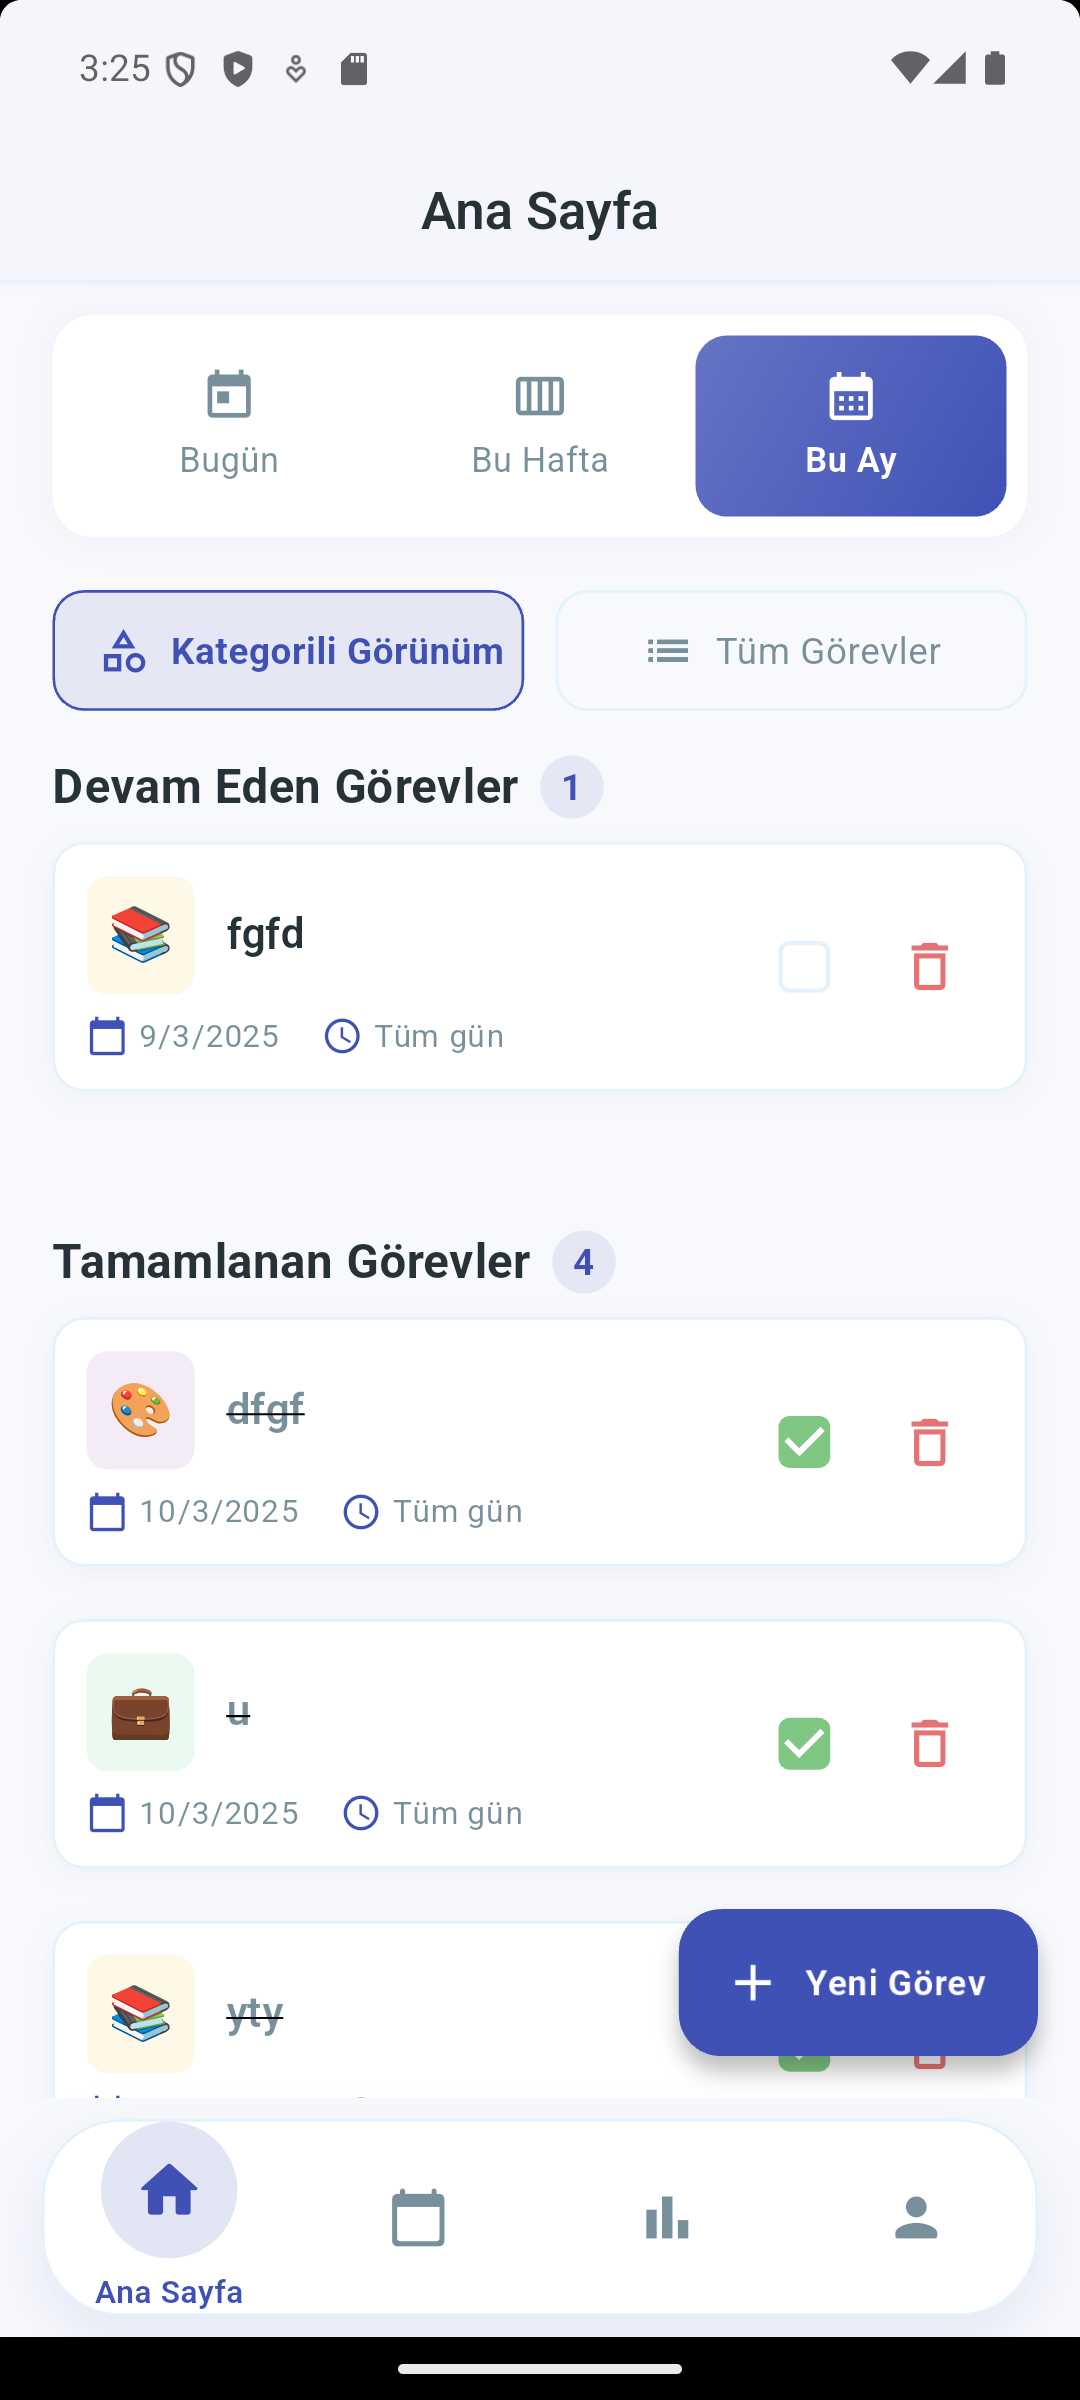 3:25
Ana Sayfa
Bugün
Bu Hafta
Bu Ay
Kategorili Görünüm
Tüm Görevler
Devam Eden Görevler 1
fgfd
9/3/2025 Tüm gün
Tamamlanan Görevler 4
dfgf
10/3/2025 Tüm gün
u
10/3/2025 Tüm gün
yty
Yeni Görev
Ana Sayfa